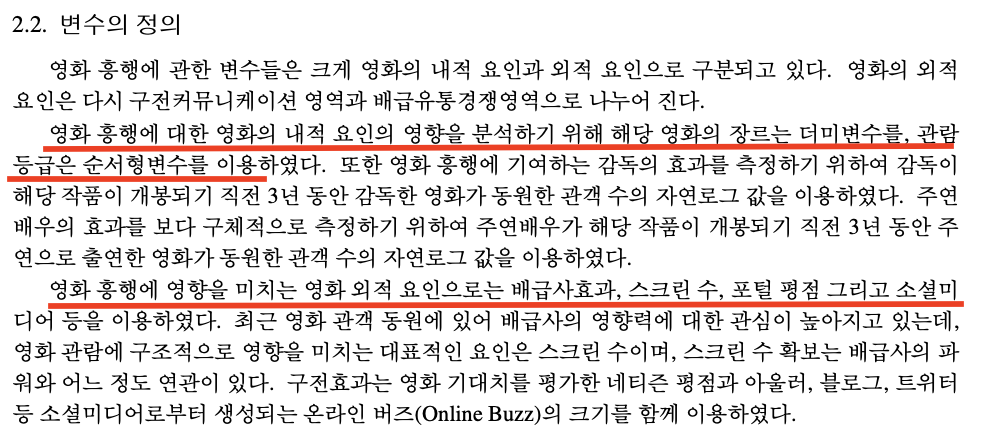 2.2. 변수의 정의
영화 흥행에 관한 변수들은 크게 영화의 내적 요인과 외적 요인으로 구분되고 있다. 영화의 외적
요인은 다시 구전커뮤니케이션 영역과 배급유통경쟁영역으로 나누어 진다.
영화 흥행에 대한 영화의 내적 요인의 영향을 분석하기 위해 해당 영화의 장르는 더미변수를, 관람
등급은 순서형변수를 이용하였다. 또한 영화 흥행에 기여하는 감독의 효과를 측정하기 위하여 감독이
해당 작품이 개봉되기 직전 3년 동안 감독한 영화가 동원한 관객 수의 자연로그 값을 이용하였다. 주연
배우의 효과를 보다 구체적으로 측정하기 위하여 주연배우가 해당 작품이 개봉되기 직전 3년 동안 주
연으로 출연한 영화가 동원한 관객 수의 자연로그 값을 이용하였다.
영화 흥행에 영향을 미치는 영화 외적 요인으로는 배급사효과, 스크린 수, 포털 평점 그리고 소셜미
디어 등을 이용하였다. 최근 영화 관객 동원에 있어 배급사의 영향력에 대한 관심이 높아지고 있는데,
영화 관람에 구조적으로 영향을 미치는 대표적인 요인은 스크린 수이며, 스크린 수 확보는 배급사의 파
워와 어느 정도 연관이 있다. 구전효과는 영화 기대치를 평가한 네티즌 평점과 아울러, 블로그, 트위터
등 소셜미디어로부터 생성되는 온라인 버즈(Online Buzz)의 크기를 함께 이용하였다.